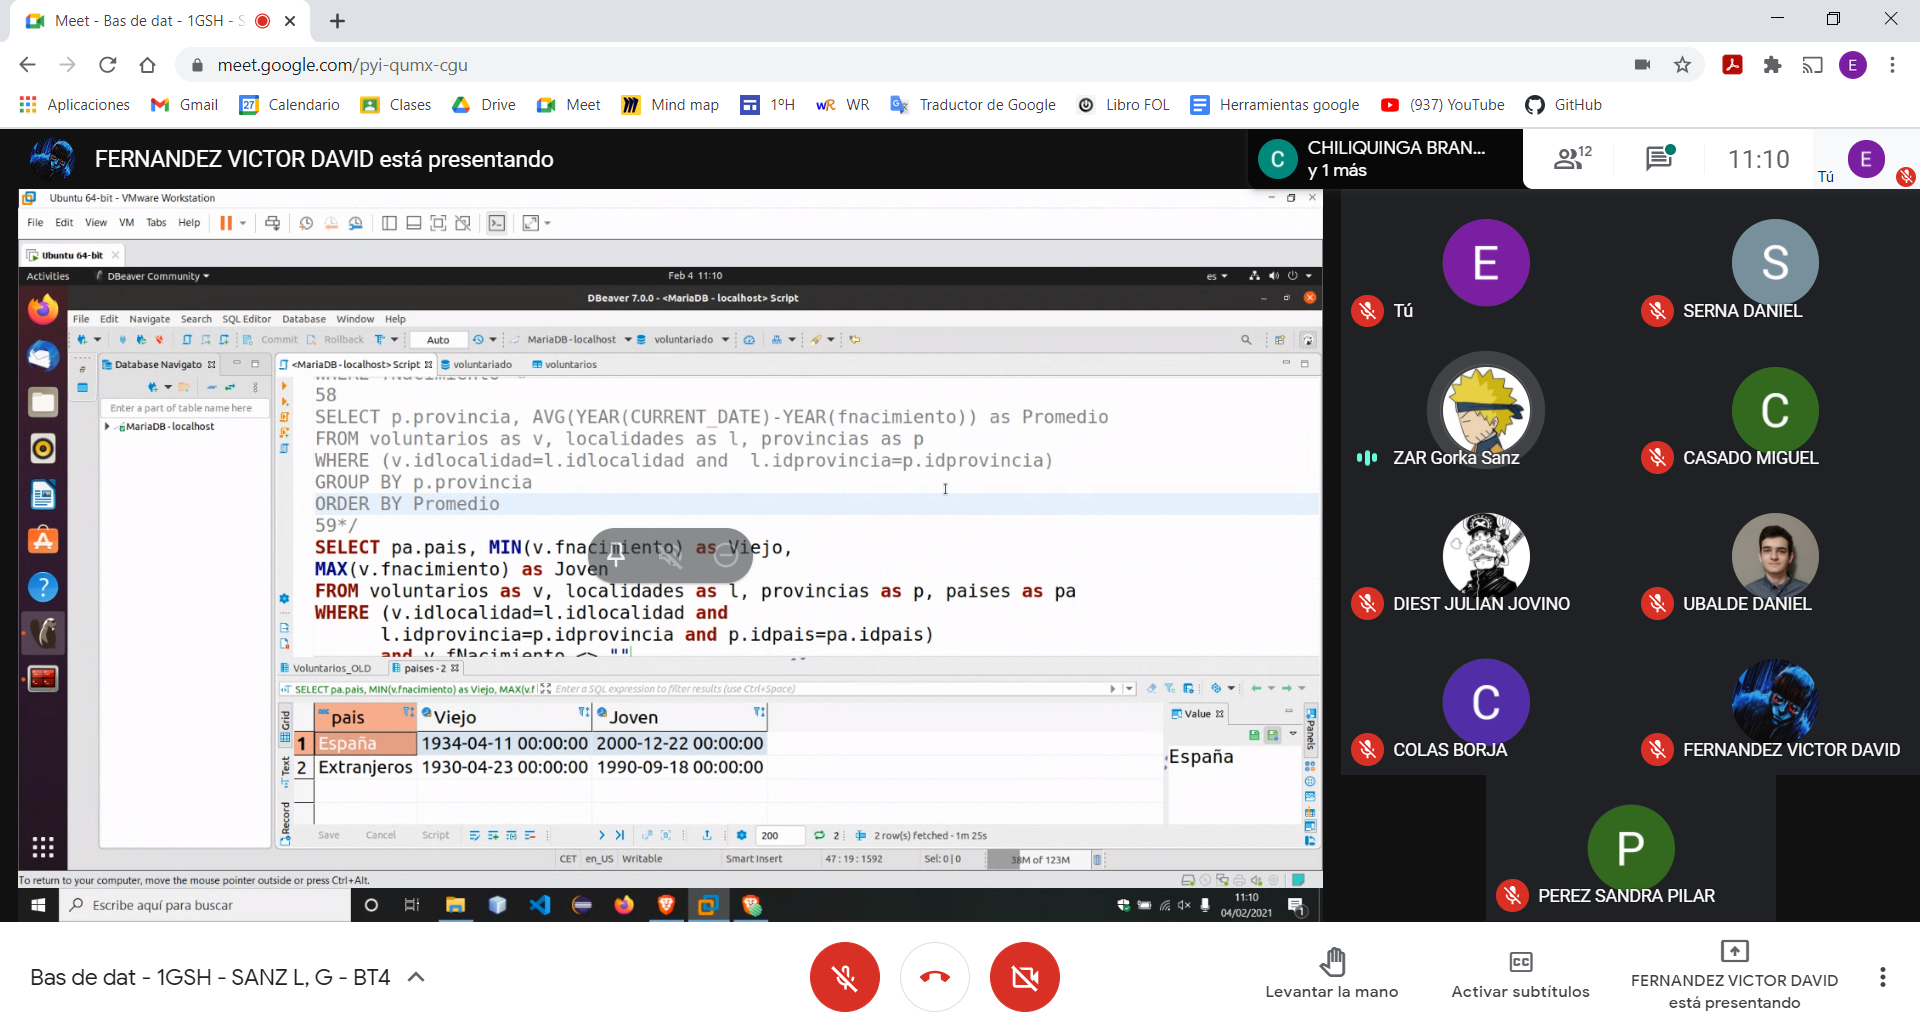 Meet - Bas de dat - 1GSH - S
meet.google.com/pyi-qumx-cgu
E
Aplicaciones
Gmail
27
Calendario
Clases
Drive
Meet
Mind map
1ºH
WR
WR
Traductor de Google
Libro FOL
Herramientas google
(937) YouTube
GitHub
FERNANDEZ VICTOR DAVID está presentando
C
CHILIQUINGA BRAN...
y 1 más
12
11:10
Tú
E
Ubuntu 64-bit - VMware Workstation
File Edit View VM Tabs Help
Ubuntu 64-bit
Activities
DBeaver Community
Feb 4 11:10
es
DBeaver 7.0.0 - <MariaDB - localhost> Script
File Edit Navigate Search SQL Editor Database Window Help
Commit
Rollback
Auto
MariaDB - localhost
voluntariado
Database Navigato
<MariaDB - localhost> Script
voluntariado
voluntarios
Enter a part of table name here
MariaDB - localhost
58
SELECT p.provincia, AVG(YEAR(CURRENT_DATE)-YEAR(fnacimiento)) as Promedio
FROM voluntarios as v, localidades as l, provincias as p
WHERE (v.idlocalidad=l.idlocalidad and l.idprovincia=p.idprovincia)
GROUP BY p.provincia
ORDER BY Promedio
59*/
SELECT pa.pais, MIN(v.fnacimiento) as Viejo,
MAX(v.fnacimiento) as Joven
FROM voluntarios as v, localidades as l, provincias as p, paises as pa
WHERE (v.idlocalidad=l.idlocalidad and
l.idprovincia=p.idprovincia and p.idpais=pa.idpais)
and v.fNacimiento <> ""
Voluntarios_OLD
paises - 2
SELECT pa.pais, MIN(v.fnacimiento) as Viejo, MAX(v.f
Enter a SQL expression to filter results (use Ctrl+Space)
Grid
Text
Record
pais Viejo Joven
1 España 1934-04-11 00:00:00 2000-12-22 00:00:00
2 Extranjeros 1930-04-23 00:00:00 1990-09-18 00:00:00
Value
Panels
España
Save Cancel Script
200
2
2 row(s) fetched - 1m 25s
CET en_US Writable Smart Insert 47 : 19 : 1592 Sel: 0 | 0 38M of 123M
To return to your computer, move the mouse pointer outside or press Ctrl+Alt.
Escribe aquí para buscar
11:10
04/02/2021
1
E
Tú
S
SERNA DANIEL
ZAR Gorka Sanz
C
CASADO MIGUEL
DIEST JULIAN JOVINO
UBALDE DANIEL
C
COLAS BORJA
FERNANDEZ VICTOR DAVID
P
PEREZ SANDRA PILAR
Bas de dat - 1GSH - SANZ L, G - BT4
Levantar la mano
Activar subtítulos
FERNANDEZ VICTOR DAVID
está presentando